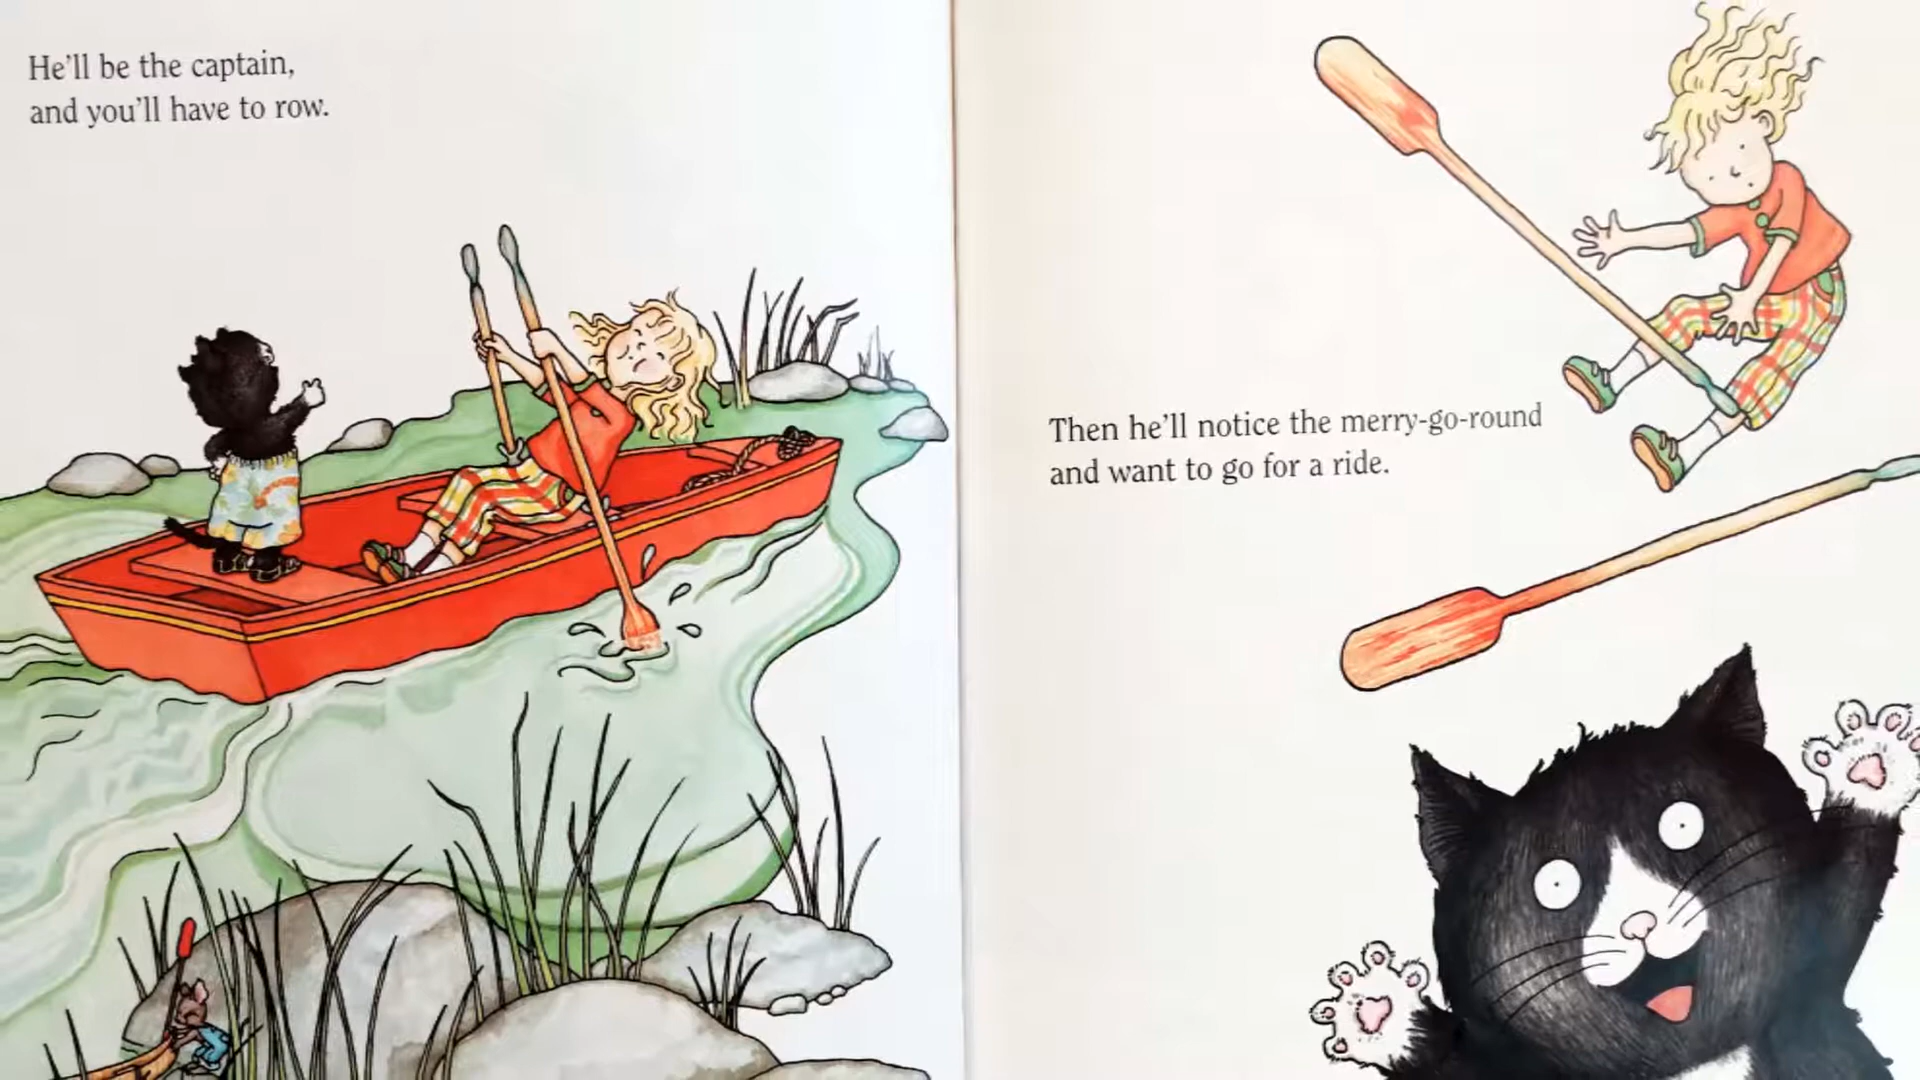 He'll be the captain,
and you'll have to row.
Then he'll notice the merry-go-round
and want to go for a ride.